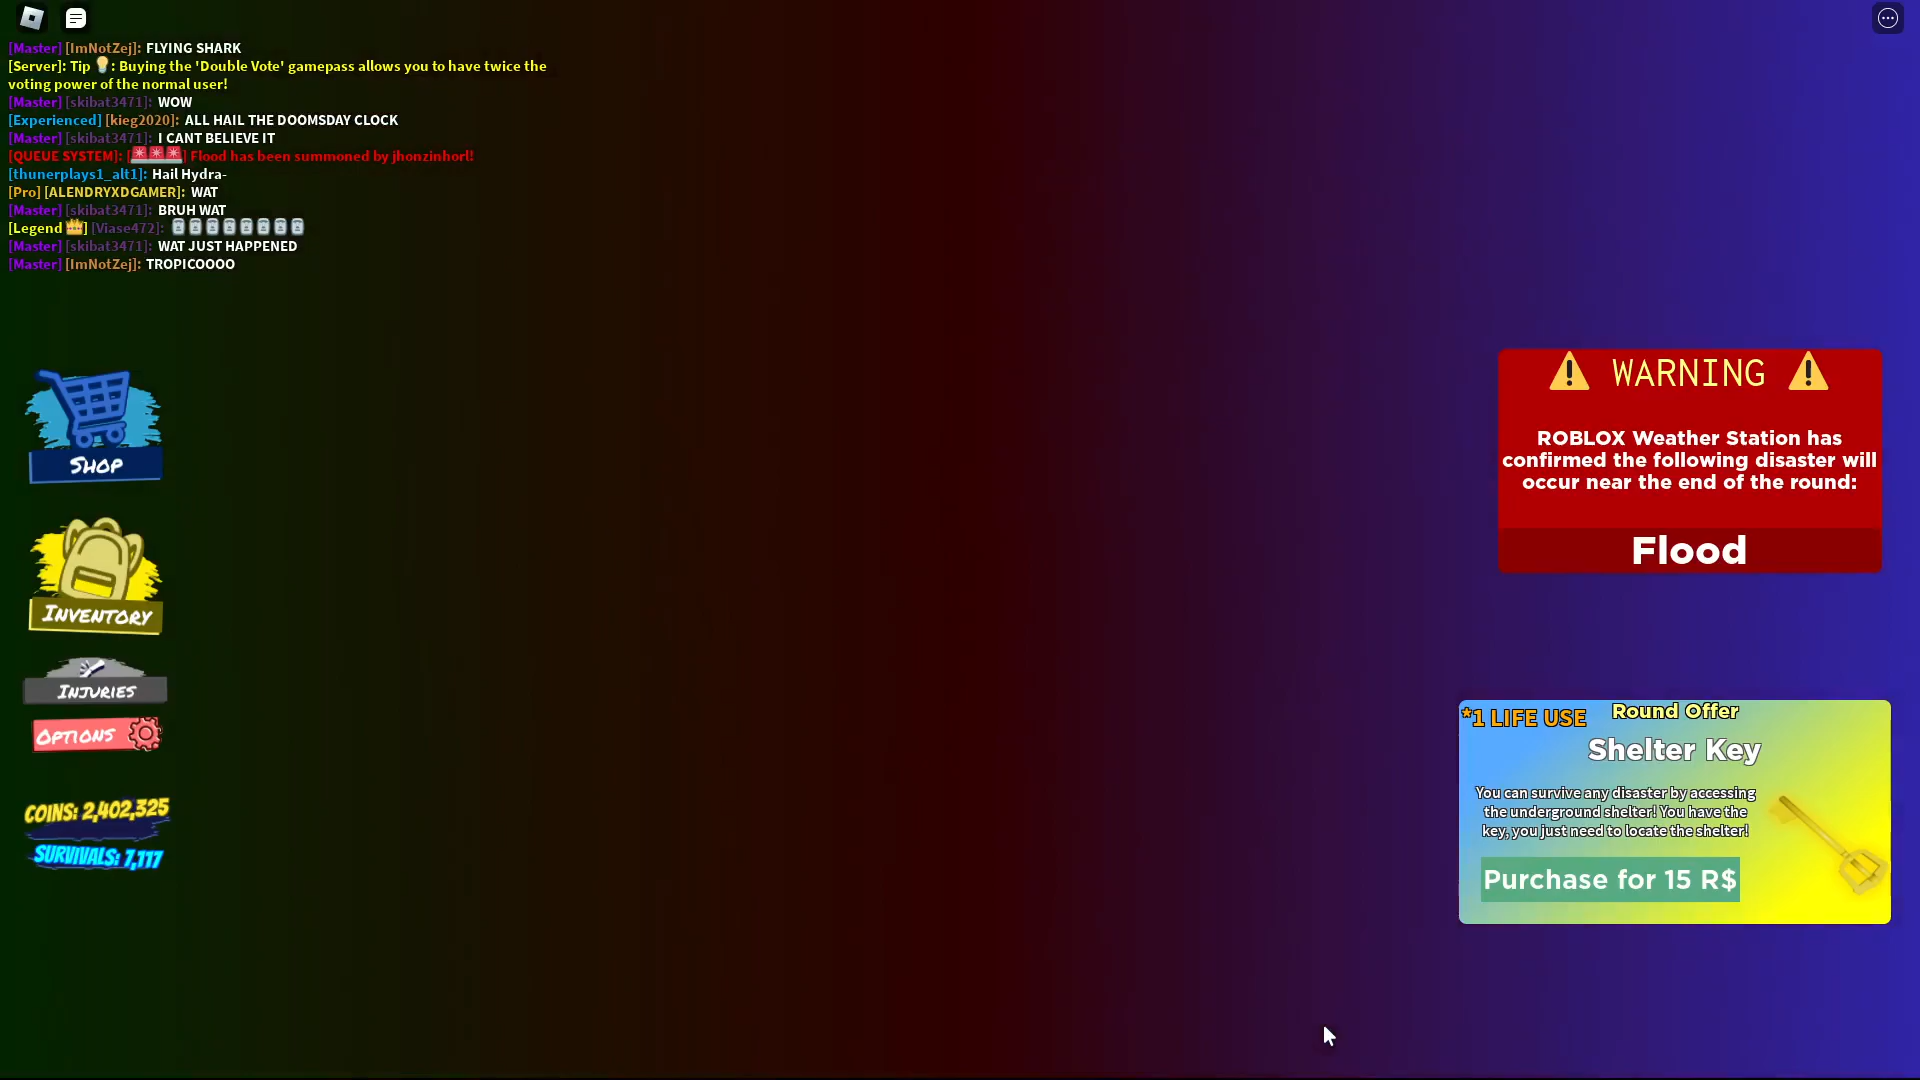 [Master] [ImNotZej]: FLYING SHARK
[Server]: Tip 💡: Buying the 'Double Vote' gamepass allows you to have twice the
voting power of the normal user!
[Master] [skibat3471]: WOW
[Experienced] [kieg2020]: ALL HAIL THE DOOMSDAY CLOCK
[Master] [skibat3471]: I CANT BELIEVE IT
[QUEUE SYSTEM]: [🚨🚨🚨] Flood has been summoned by jhonzinhorl!
[thunerplays1_alt1]: Hail Hydra-
[Pro] [ALENDRYXDGAMER]: WAT
[Master] [skibat3471]: BRUH WAT
[Legend 👑] [Viase472]: 🗿🗿🗿🗿🗿🗿🗿🗿
[Master] [skibat3471]: WAT JUST HAPPENED
[Master] [ImNotZej]: TROPICOOOO
SHOP
INVENTORY
INJURIES
OPTIONS
COINS: 2,402,325
SURVIVALS: 7,117
⚠️ WARNING ⚠️
ROBLOX Weather Station has
confirmed the following disaster will
occur near the end of the round:
Flood
*1 LIFE USE
Round Offer
Shelter Key
You can survive any disaster by accessing
the underground shelter! You have the
key, you just need to locate the shelter!
Purchase for 15 R$